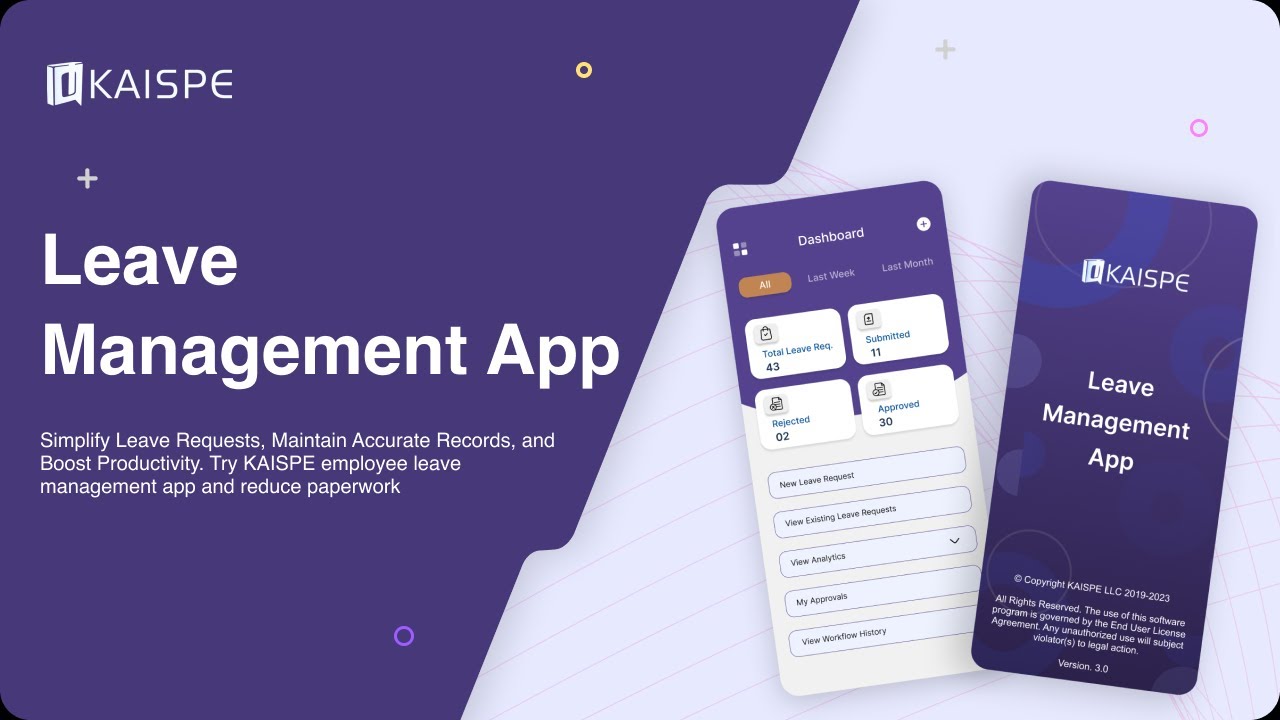 KAISPE
Leave
Management App
Simplify Leave Requests, Maintain Accurate Records, and
Boost Productivity. Try KAISPE employee leave
management app and reduce paperwork
Dashboard
All
Last Week
Last Month
Total Leave Req.
43
Submitted
11
Rejected
02
Approved
30
New Leave Request
View Existing Leave Requests
View Analytics
My Approvals
View Workflow History
KAISPE
Leave
Management
App
© Copyright KAISPE LLC 2019-2023
All Rights Reserved. The use of this software
program is governed by the End User License
Agreement. Any unauthorized use will subject
violator(s) to legal action.
Version. 3.0